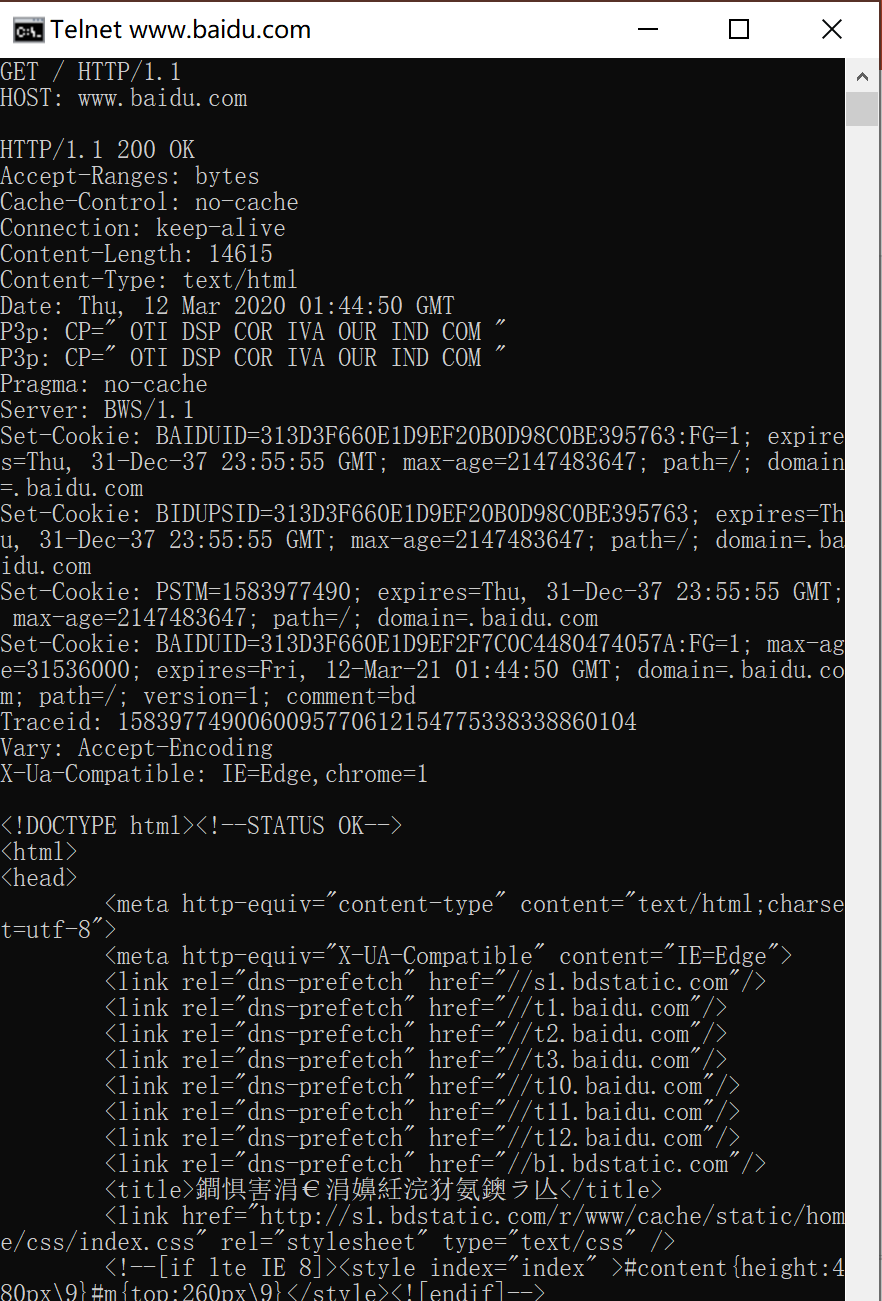 Telnet www.baidu.com
GET / HTTP/1.1
HOST: www.baidu.com
HTTP/1.1 200 OK
Accept-Ranges: bytes
Cache-Control: no-cache
Connection: keep-alive
Content-Length: 14615
Content-Type: text/html
Date: Thu, 12 Mar 2020 01:44:50 GMT
P3p: CP=" OTI DSP COR IVA OUR IND COM "
P3p: CP=" OTI DSP COR IVA OUR IND COM "
Pragma: no-cache
Server: BWS/1.1
Set-Cookie: BAIDUID=313D3F660E1D9EF20B0D98C0BE395763:FG=1; expire
s=Thu, 31-Dec-37 23:55:55 GMT; max-age=2147483647; path=/; domain
=.baidu.com
Set-Cookie: BIDUPSID=313D3F660E1D9EF20B0D98C0BE395763; expires=Th
u, 31-Dec-37 23:55:55 GMT; max-age=2147483647; path=/; domain=.ba
idu.com
Set-Cookie: PSTM=1583977490; expires=Thu, 31-Dec-37 23:55:55 GMT;
 max-age=2147483647; path=/; domain=.baidu.com
Set-Cookie: BAIDUID=313D3F660E1D9EF2F7C0C4480474057A:FG=1; max-ag
e=31536000; expires=Fri, 12-Mar-21 01:44:50 GMT; domain=.baidu.co
m; path=/; version=1; comment=bd
Traceid: 1583977490060095770612154775338338860104
Vary: Accept-Encoding
X-Ua-Compatible: IE=Edge,chrome=1
<!DOCTYPE html><!--STATUS OK-->
<html>
<head>
        <meta http-equiv="content-type" content="text/html;charse
t=utf-8">
        <meta http-equiv="X-UA-Compatible" content="IE=Edge">
        <link rel="dns-prefetch" href="//s1.bdstatic.com"/>
        <link rel="dns-prefetch" href="//t1.baidu.com"/>
        <link rel="dns-prefetch" href="//t2.baidu.com"/>
        <link rel="dns-prefetch" href="//t3.baidu.com"/>
        <link rel="dns-prefetch" href="//t10.baidu.com"/>
        <link rel="dns-prefetch" href="//t11.baidu.com"/>
        <link rel="dns-prefetch" href="//t12.baidu.com"/>
        <link rel="dns-prefetch" href="//b1.bdstatic.com"/>
        <title>鐧惧害涓€涓嬶紝浣犲氨鐭ラ亾</title>
        <link href="http://s1.bdstatic.com/r/www/cache/static/hom
e/css/index.css" rel="stylesheet" type="text/css" />
        <!--[if lte IE 8]><style index="index" >#content{height:4
80px\9}#m{top:260px\9}</style><![endif]-->